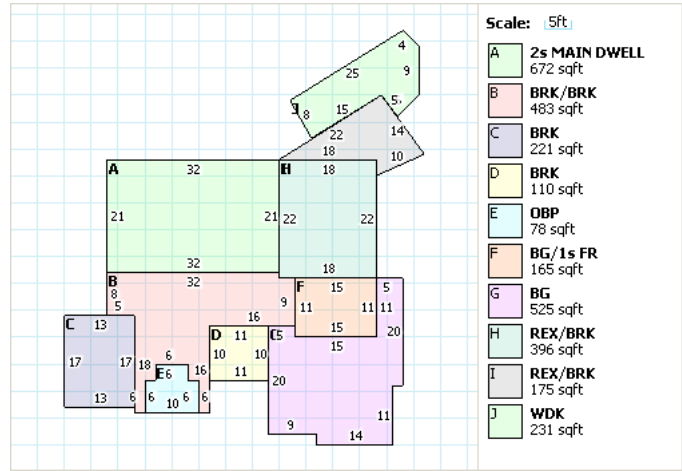 Scale: 5ft
A 2s MAIN DWELL
672 sqft
B BRK/BRK
483 sqft
C BRK
221 sqft
D BRK
110 sqft
E OBP
78 sqft
F BG/1s FR
165 sqft
G BG
525 sqft
H REX/BRK
396 sqft
I REX/BRK
175 sqft
J WDK
231 sqft
4
25
9
J 8
15
5
22
14
18
10
A 32
H 18
21
21 22
22
32
18
B 32
F 15
5
8
5
9
11
11
11
C 13
16
20
D 11
5
15
15
17
17
18
6
10
10
16
11
E 6
20
13
6
6
10
6
6
9
11
14